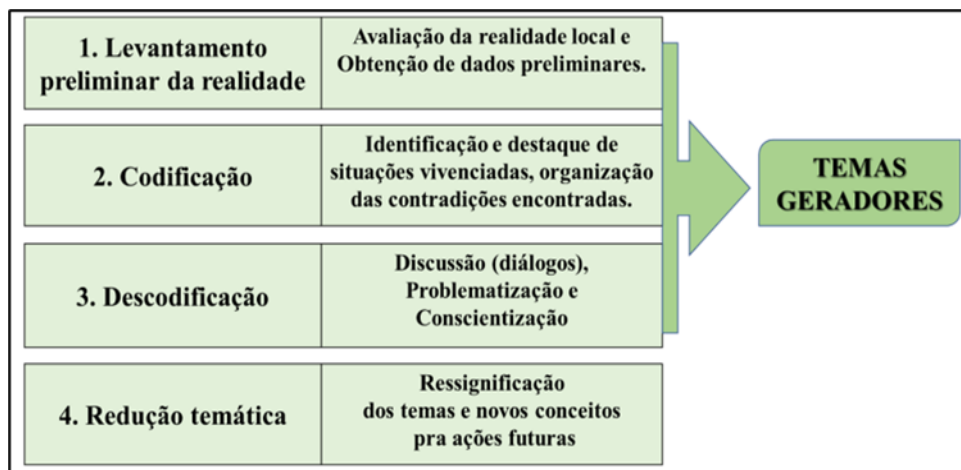 1. Levantamento
preliminar da realidade
Avaliação da realidade local e
Obtenção de dados preliminares.
2. Codificação
Identificação e destaque de
situações vivenciadas, organização
das contradições encontradas.
3. Descodificação
Discussão (diálogos),
Problematização e
Conscientização
4. Redução temática
Ressignificação
dos temas e novos conceitos
pra ações futuras
TEMAS
GERADORES